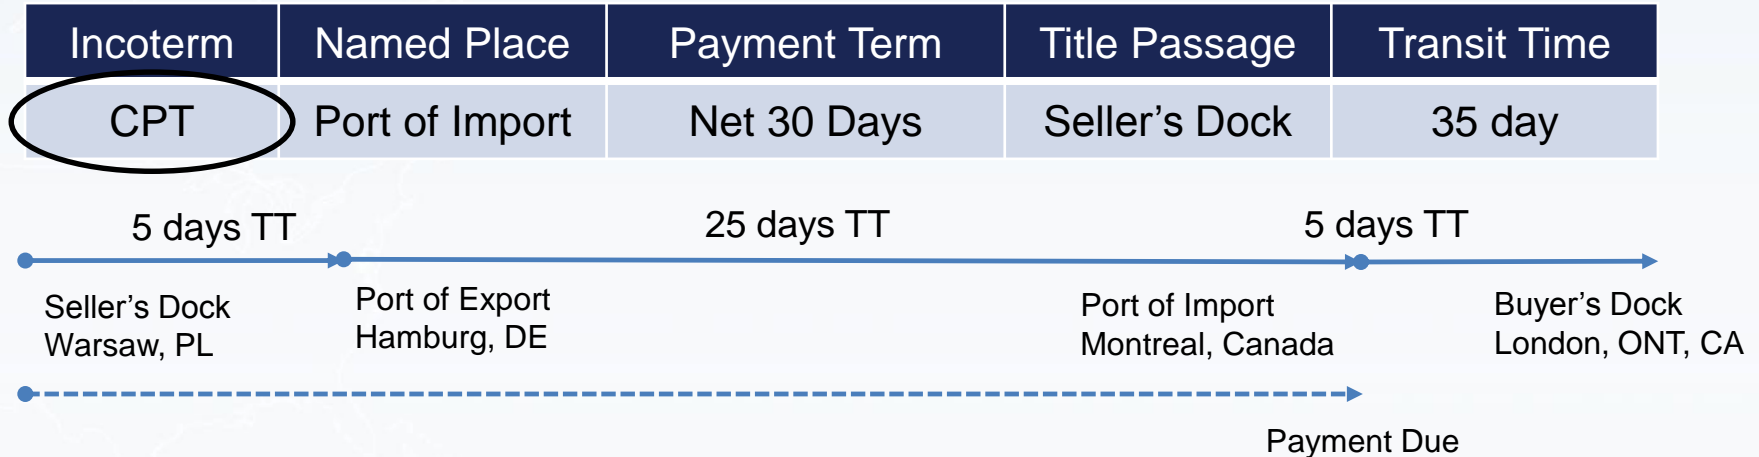 Incoterm Named Place Payment Term Title Passage Transit Time
CPT Port of Import Net 30 Days Seller’s Dock 35 day
5 days TT 25 days TT 5 days TT
Seller’s Dock
Warsaw, PL
Port of Export
Hamburg, DE
Port of Import
Montreal, Canada
Buyer’s Dock
London, ONT, CA
Payment Due